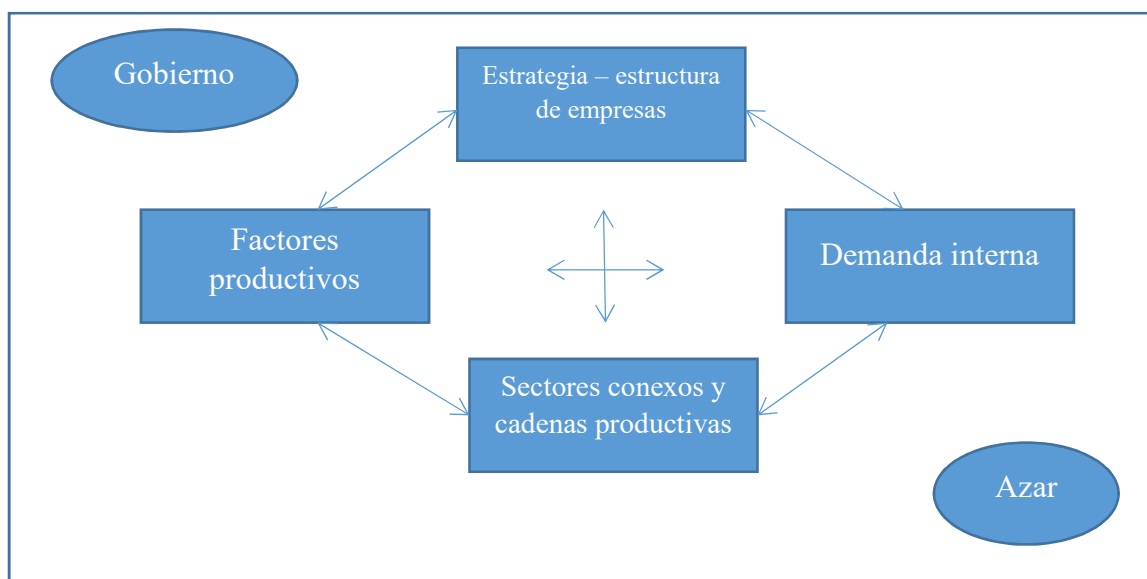 Gobierno
Estrategia – estructura
de empresas
Factores
productivos
Demanda interna
Sectores conexos y
cadenas productivas
Azar